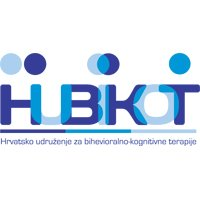 HUBIKOT
Hrvatsko udruženje za bihevioralno-kognitivne terapije